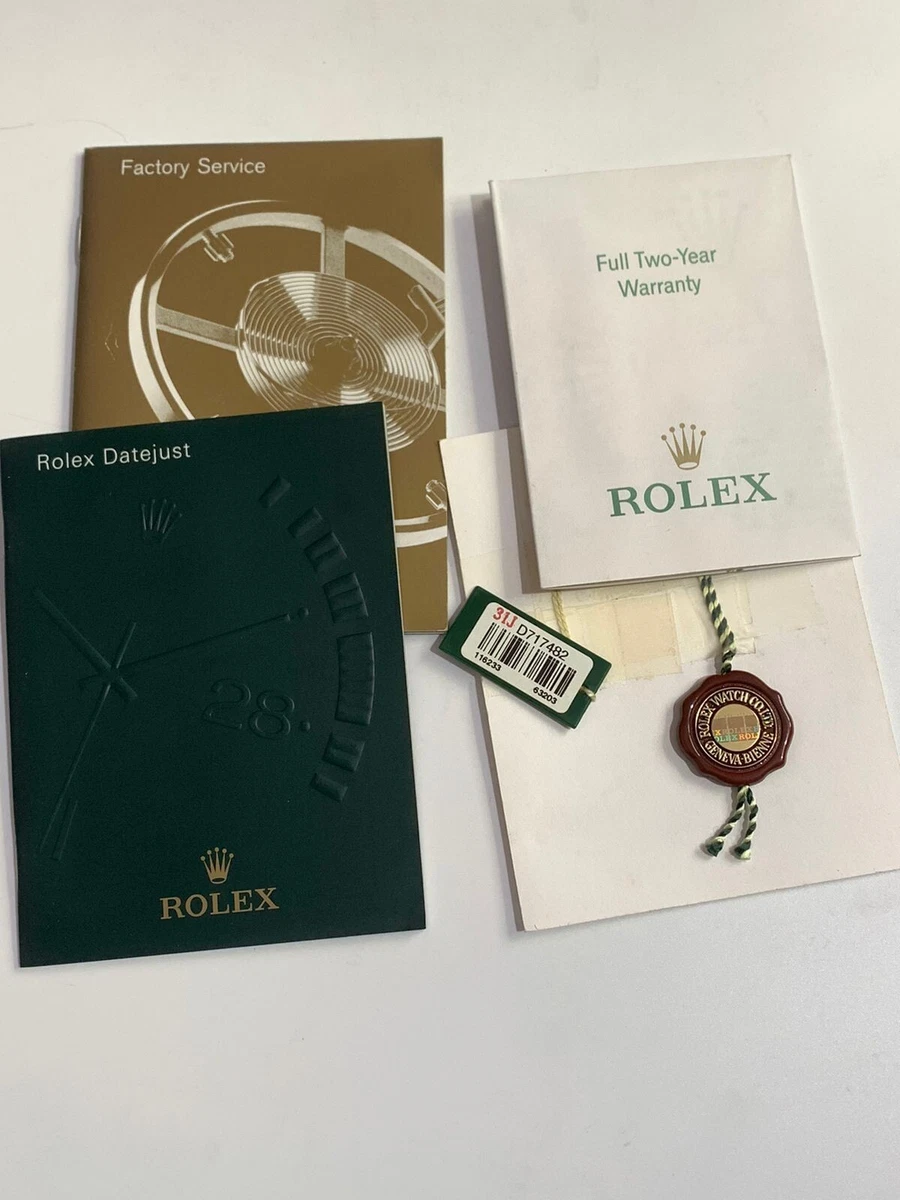 Factory Service
Full Two-Year
Warranty
ROLEX
Rolex Datejust
28
ROLEX
31J D717482
116233
63203
ROLEX WATCH CO LTD
GENEVA-BIENNE